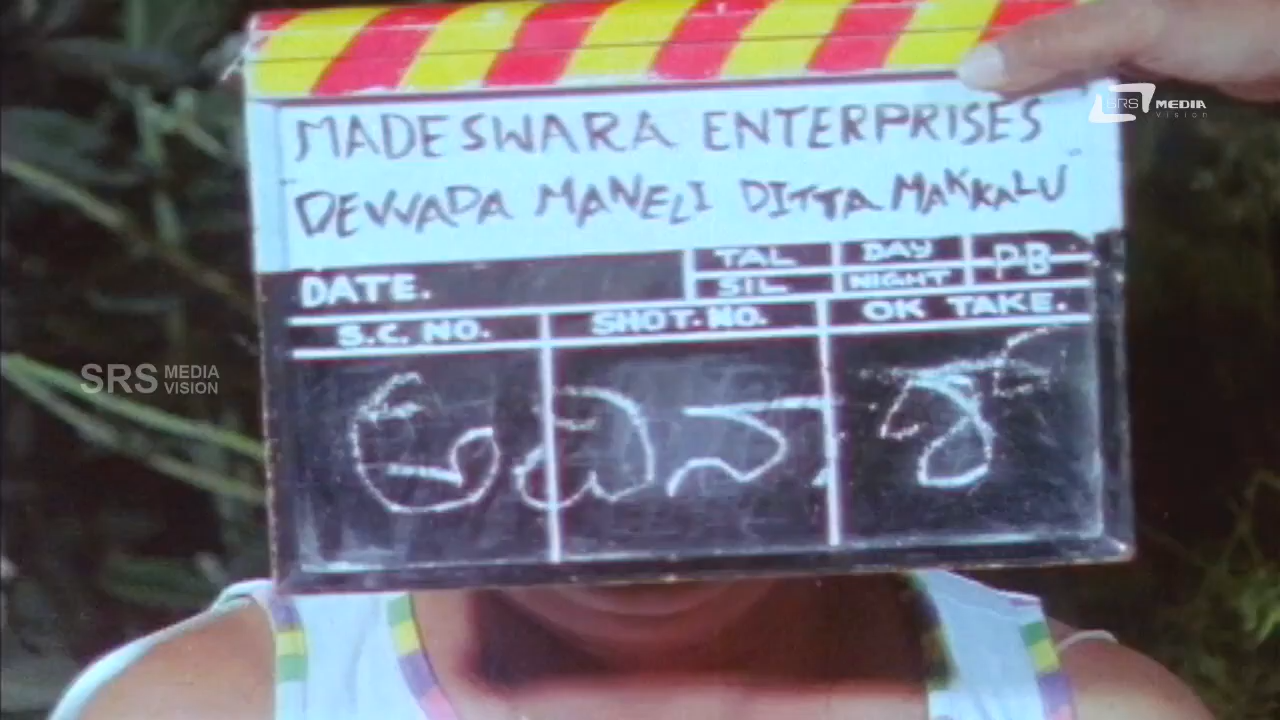 SRS MEDIA
Vision
MADESWARA ENTERPRISES
"DEVVADA MANELI DITTA MAKKALU"
DATE. TAL DAY P.B
SIL NIGHT
S.C. NO. SHOT. NO. OK TAKE.
SRS MEDIA
VISION